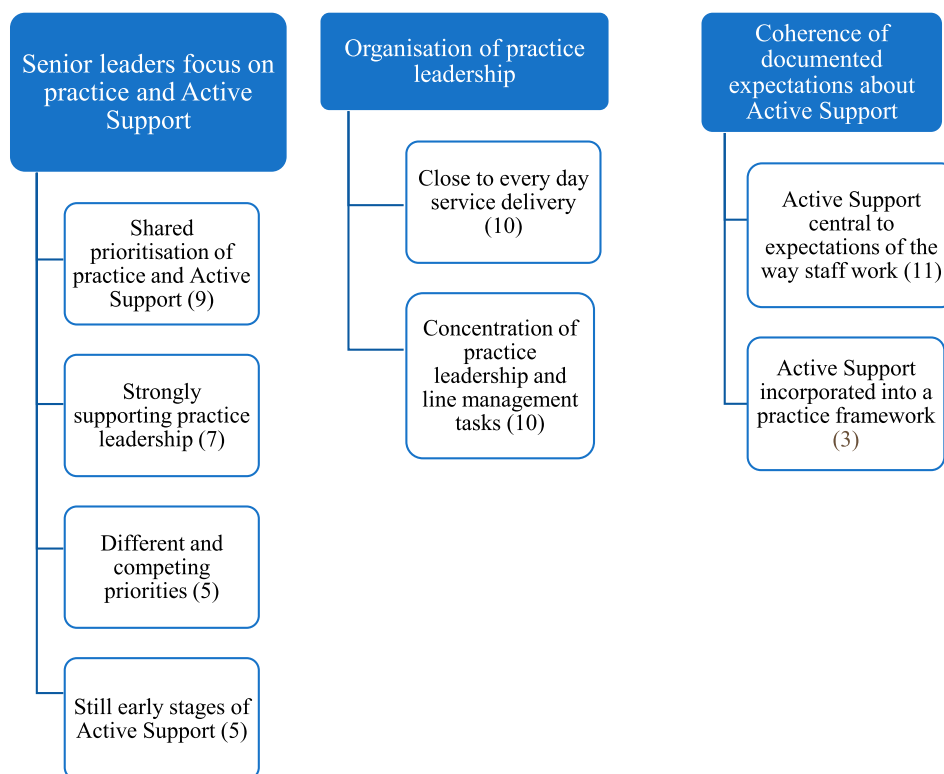 Senior leaders focus on
practice and Active
Support
Shared
prioritisation of
practice and Active
Support (9)
Strongly
supporting practice
leadership (7)
Different and
competing
priorities (5)
Still early stages of
Active Support (5)
Organisation of practice
leadership
Close to every day
service delivery
(10)
Concentration of
practice
leadership and
line management
tasks (10)
Coherence of
documented
expectations about
Active Support
Active Support
central to
expectations of the
way staff work (11)
Active Support
incorporated into a
practice framework
(3)